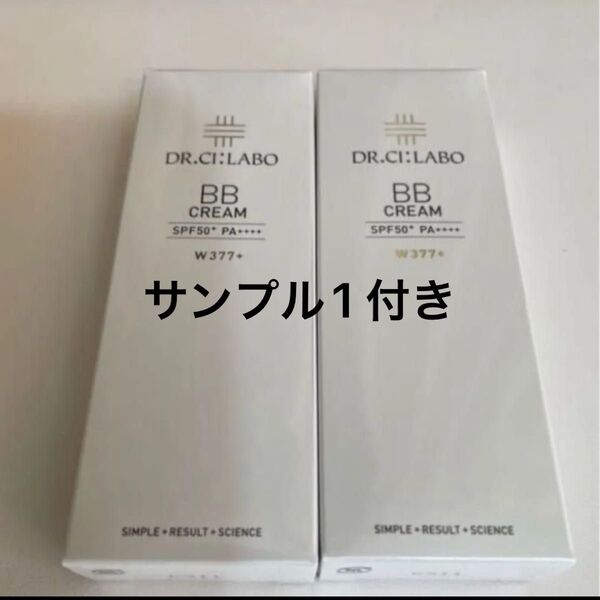 DR.CI:LABO
BB
CREAM
SPF50+ PA++++
W377+
SIMPLE + RESULT + SCIENCE
DR.CI:LABO
BB
CREAM
SPF50+ PA++++
W377+
SIMPLE + RESULT + SCIENCE
サンプル1付き